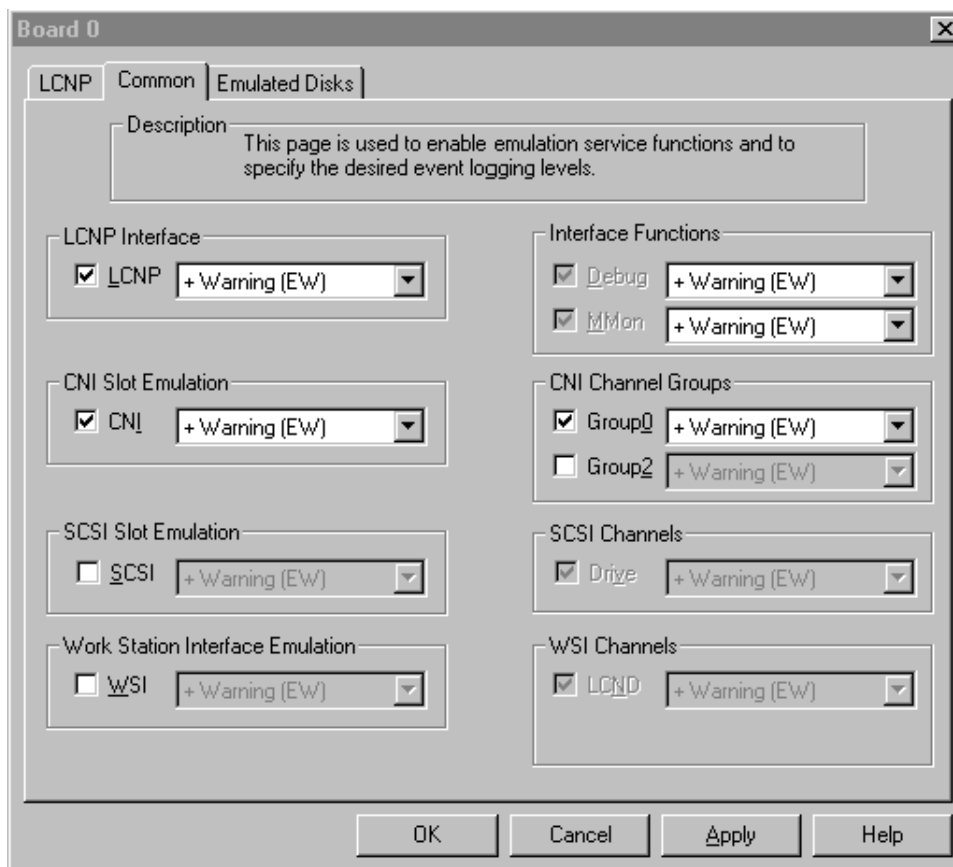 Board 0
LCNP Common Emulated Disks
Description
This page is used to enable emulation service functions and to
specify the desired event logging levels.
LCNP Interface
LCNP + Warning (EW)
Interface Functions
Debug + Warning (EW)
MMon + Warning (EW)
CNI Slot Emulation
CNI + Warning (EW)
CNI Channel Groups
Group0 + Warning (EW)
Group2 + Warning (EW)
SCSI Slot Emulation
SCSI + Warning (EW)
SCSI Channels
Drive + Warning (EW)
Work Station Interface Emulation
WSI + Warning (EW)
WSI Channels
LCND + Warning (EW)
OK Cancel Apply Help